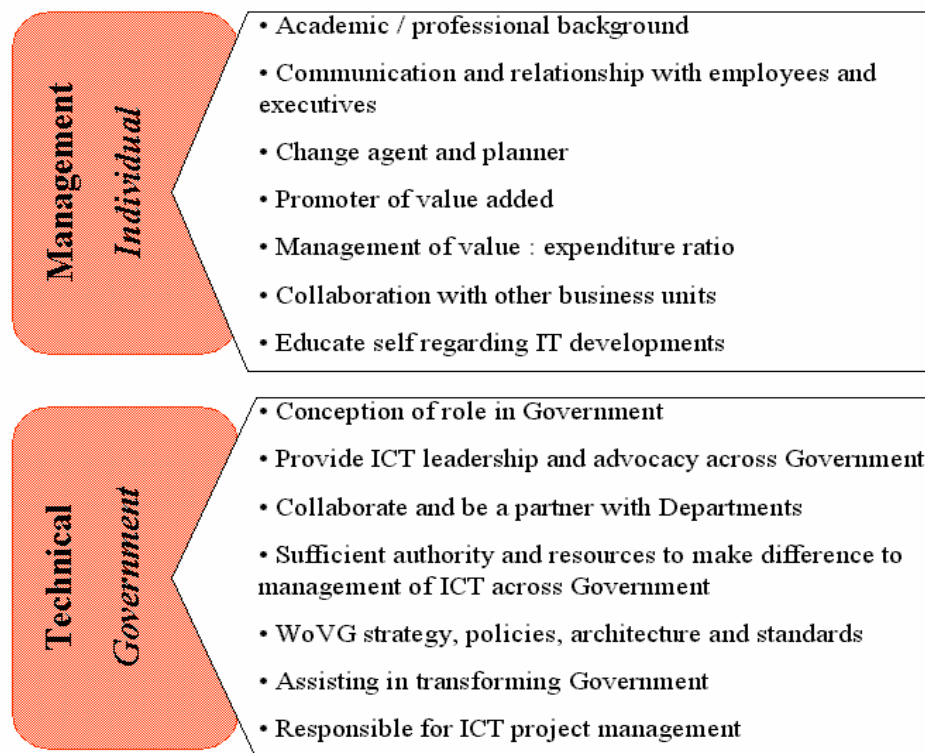 Management
Individual
• Academic / professional background
• Communication and relationship with employees and
executives
• Change agent and planner
• Promoter of value added
• Management of value : expenditure ratio
• Collaboration with other business units
• Educate self regarding IT developments
Technical
Government
• Conception of role in Government
• Provide ICT leadership and advocacy across Government
• Collaborate and be a partner with Departments
• Sufficient authority and resources to make difference to
management of ICT across Government
• WoVG strategy, policies, architecture and standards
• Assisting in transforming Government
• Responsible for ICT project management